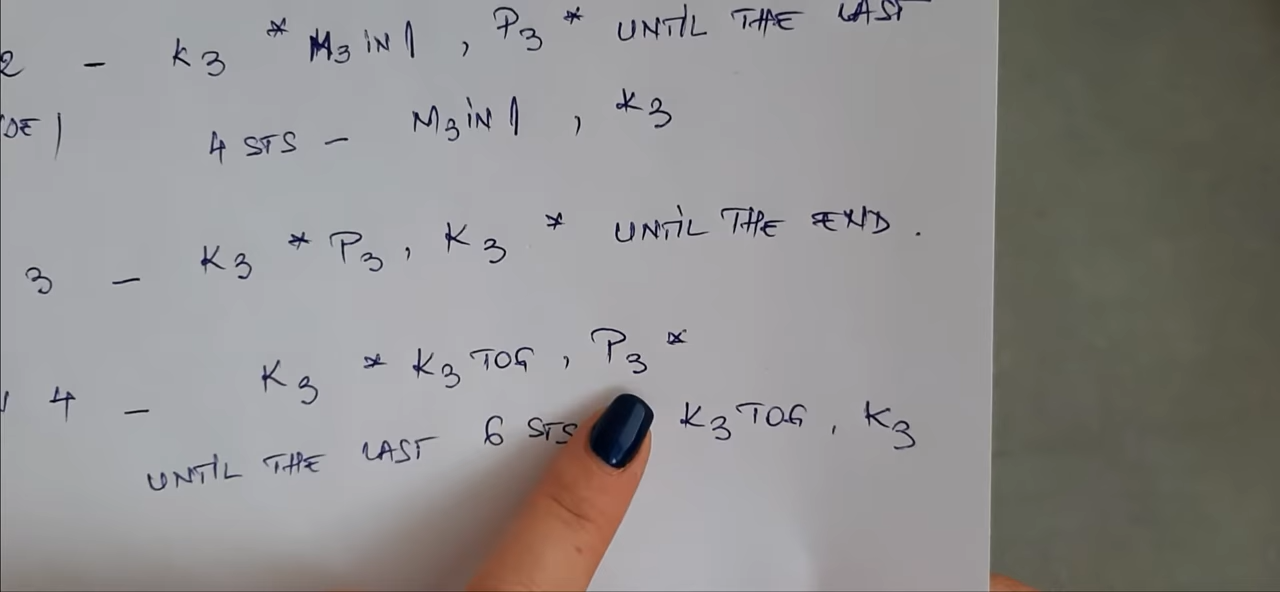 2 - K3 * M3 IN 1 , P3 * UNTIL THE LAST
4 STS - M3 IN 1 , K3
3 - K3 * P3, K3 * UNTIL THE END.
4 - K3 * K3 TOG , P3 *
UNTIL THE LAST 6 STS K3 TOG , K3